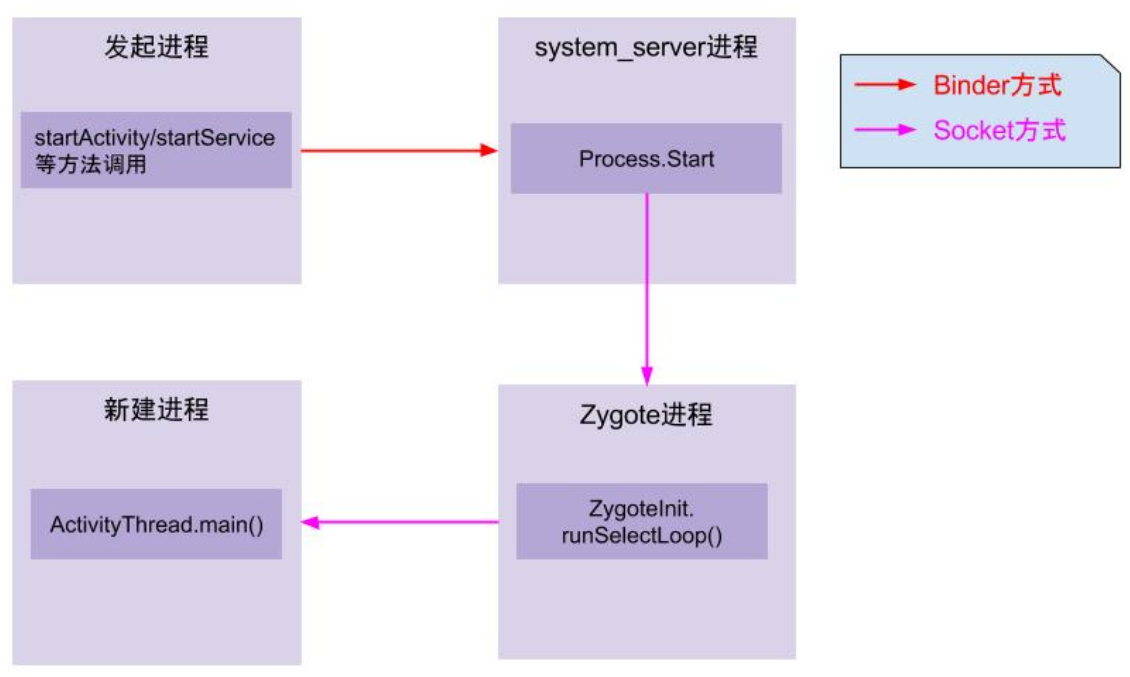 发起进程
startActivity/startService
等方法调用
system_server进程
Process.Start
Binder方式
Socket方式
新建进程
ActivityThread.main()
Zygote进程
ZygoteInit.
runSelectLoop()